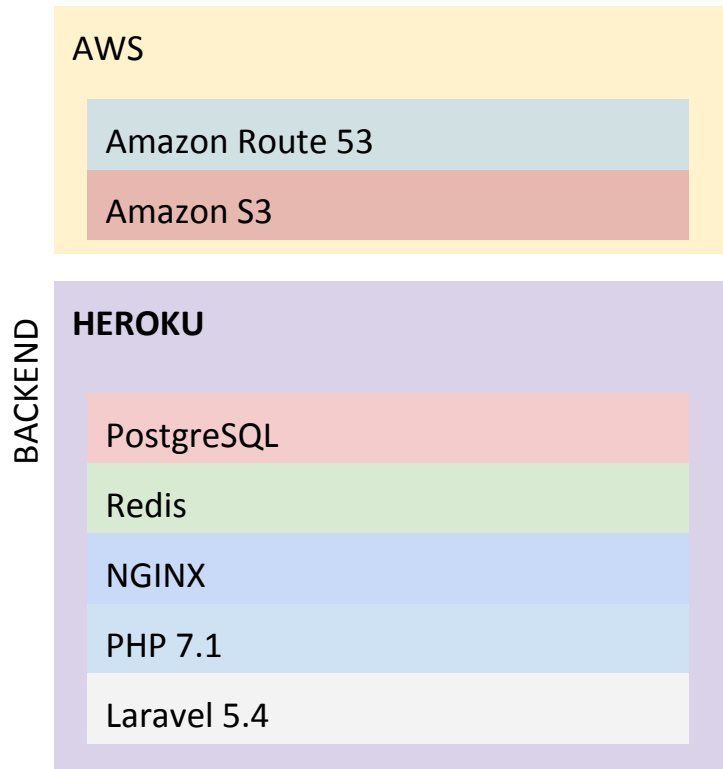 AWS
Amazon Route 53
Amazon S3
BACKEND
HEROKU
PostgreSQL
Redis
NGINX
PHP 7.1
Laravel 5.4